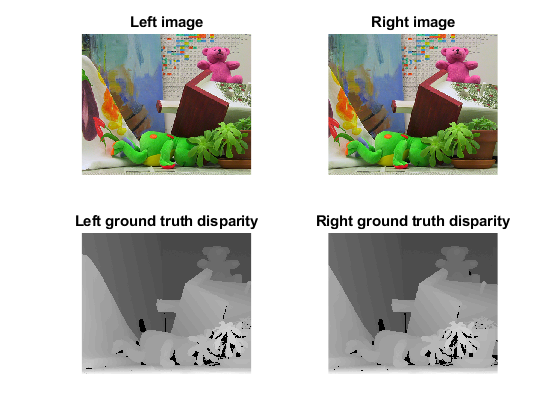 Left image
Right image
Left ground truth disparity
Right ground truth disparity